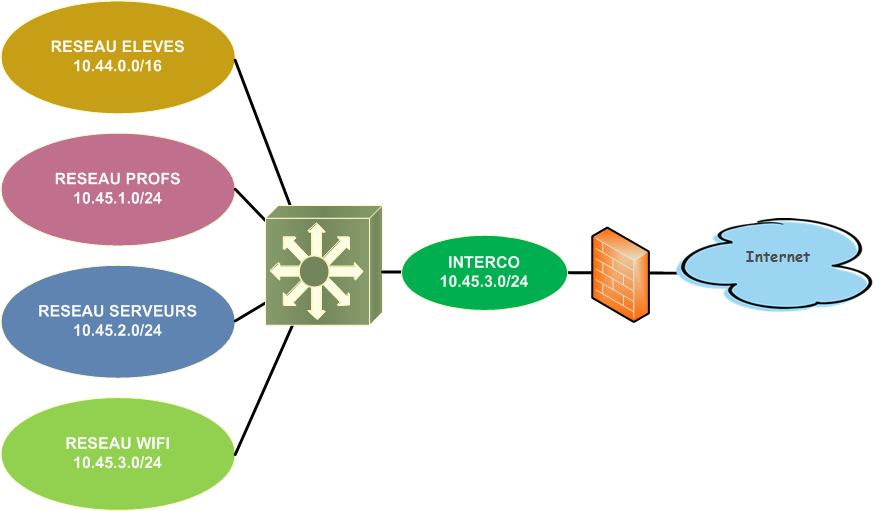 RESEAU ELEVES
10.44.0.0/16
RESEAU PROFS
10.45.1.0/24
RESEAU SERVEURS
10.45.2.0/24
RESEAU WIFI
10.45.3.0/24
INTERCO
10.45.3.0/24
Internet